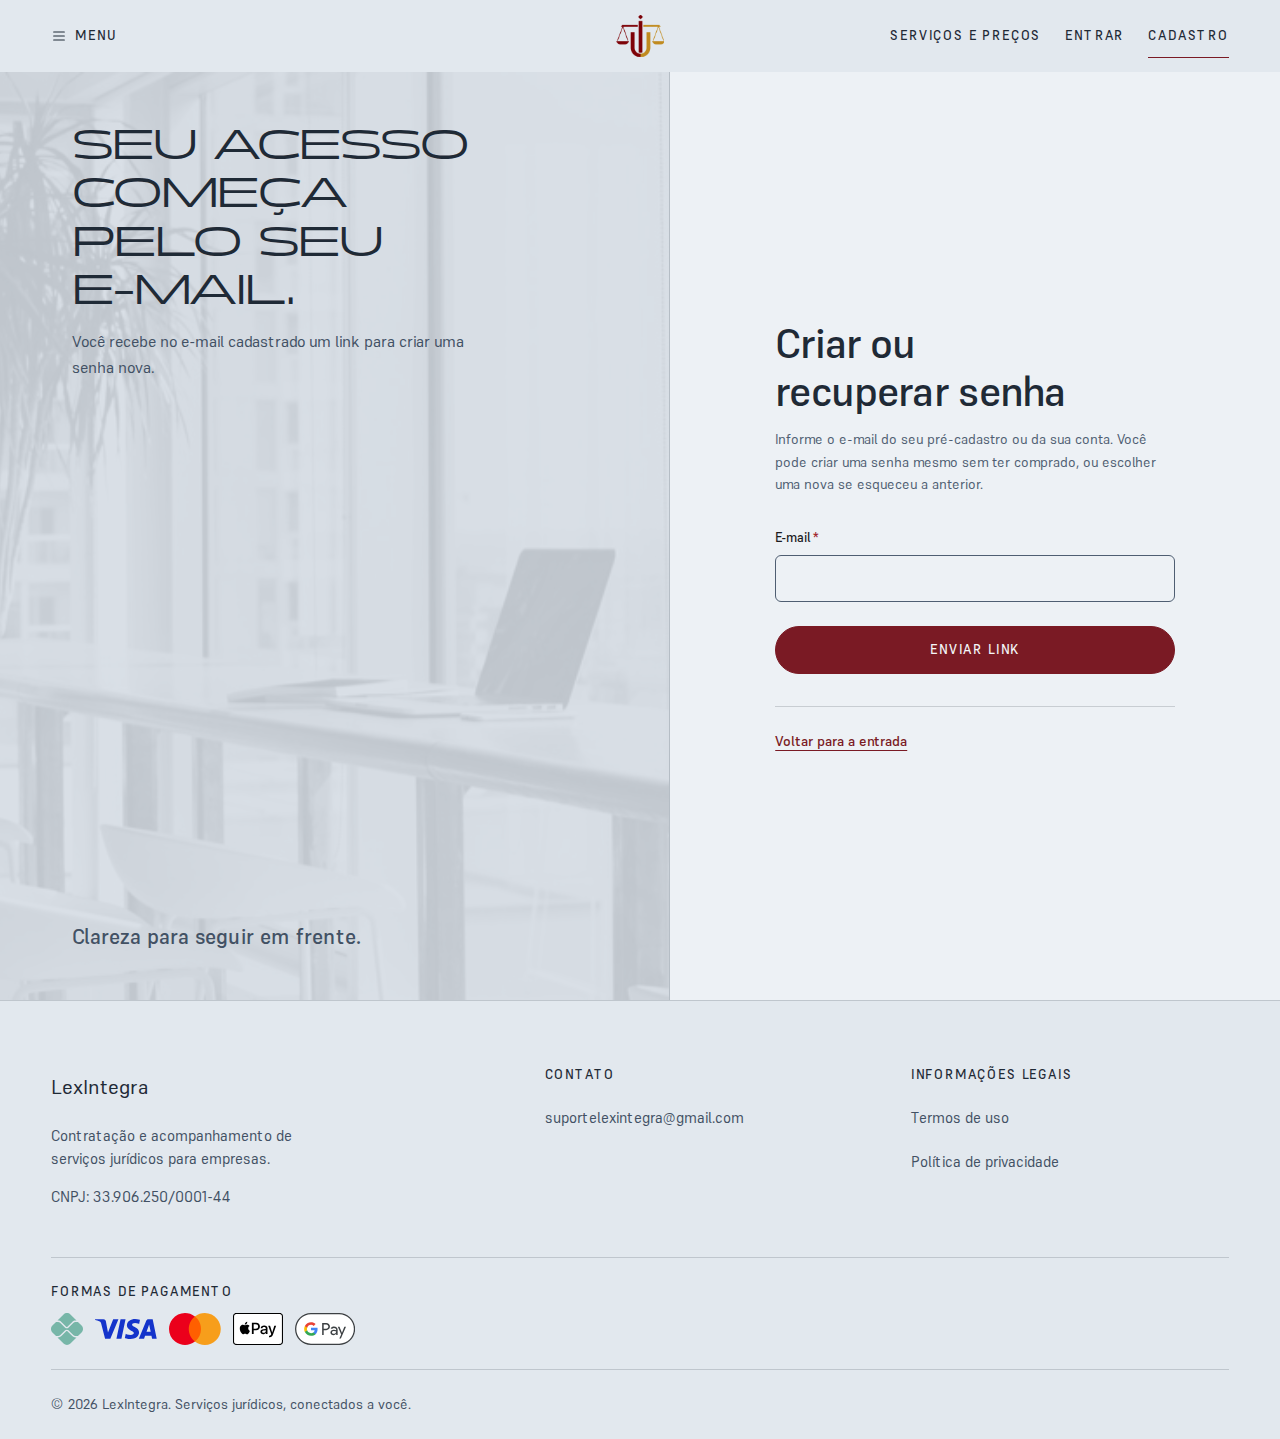 MENU
SERVIÇOS E PREÇOS
ENTRAR
CADASTRO
SEU ACESSO
COMEÇA
PELO SEU
E-MAIL.
Você recebe no e-mail cadastrado um link para criar uma
senha nova.
Clareza para seguir em frente.
Criar ou
recuperar senha
Informe o e-mail do seu pré-cadastro ou da sua conta. Você
pode criar uma senha mesmo sem ter comprado, ou escolher
uma nova se esqueceu a anterior.
E-mail *
ENVIAR LINK
Voltar para a entrada
LexIntegra
Contratação e acompanhamento de
serviços jurídicos para empresas.
CNPJ: 33.906.250/0001-44
CONTATO
suportelexintegra@gmail.com
INFORMAÇÕES LEGAIS
Termos de uso
Política de privacidade
FORMAS DE PAGAMENTO
VISA
Pay
G Pay
© 2026 LexIntegra. Serviços jurídicos, conectados a você.